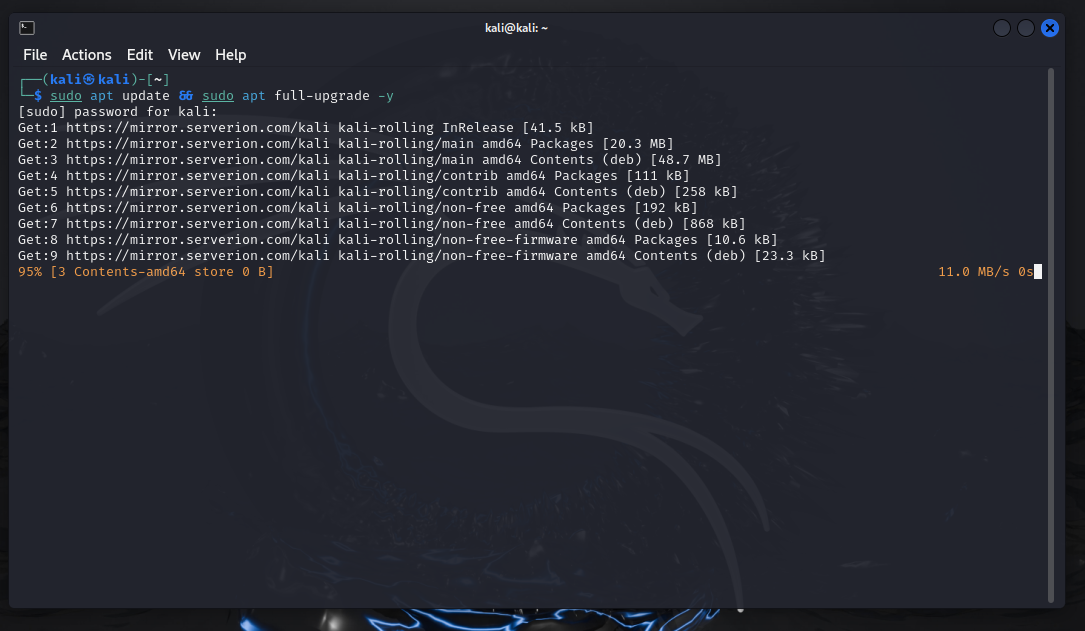 kali@kali: ~
File Actions Edit View Help
┌──(kali㉿kali)-[~]
└─$ sudo apt update && sudo apt full-upgrade -y
[sudo] password for kali:
Get:1 https://mirror.serverion.com/kali kali-rolling InRelease [41.5 kB]
Get:2 https://mirror.serverion.com/kali kali-rolling/main amd64 Packages [20.3 MB]
Get:3 https://mirror.serverion.com/kali kali-rolling/main amd64 Contents (deb) [48.7 MB]
Get:4 https://mirror.serverion.com/kali kali-rolling/contrib amd64 Packages [111 kB]
Get:5 https://mirror.serverion.com/kali kali-rolling/contrib amd64 Contents (deb) [258 kB]
Get:6 https://mirror.serverion.com/kali kali-rolling/non-free amd64 Packages [192 kB]
Get:7 https://mirror.serverion.com/kali kali-rolling/non-free amd64 Contents (deb) [868 kB]
Get:8 https://mirror.serverion.com/kali kali-rolling/non-free-firmware amd64 Packages [10.6 kB]
Get:9 https://mirror.serverion.com/kali kali-rolling/non-free-firmware amd64 Contents (deb) [23.3 kB]
95% [3 Contents-amd64 store 0 B] 11.0 MB/s 0s